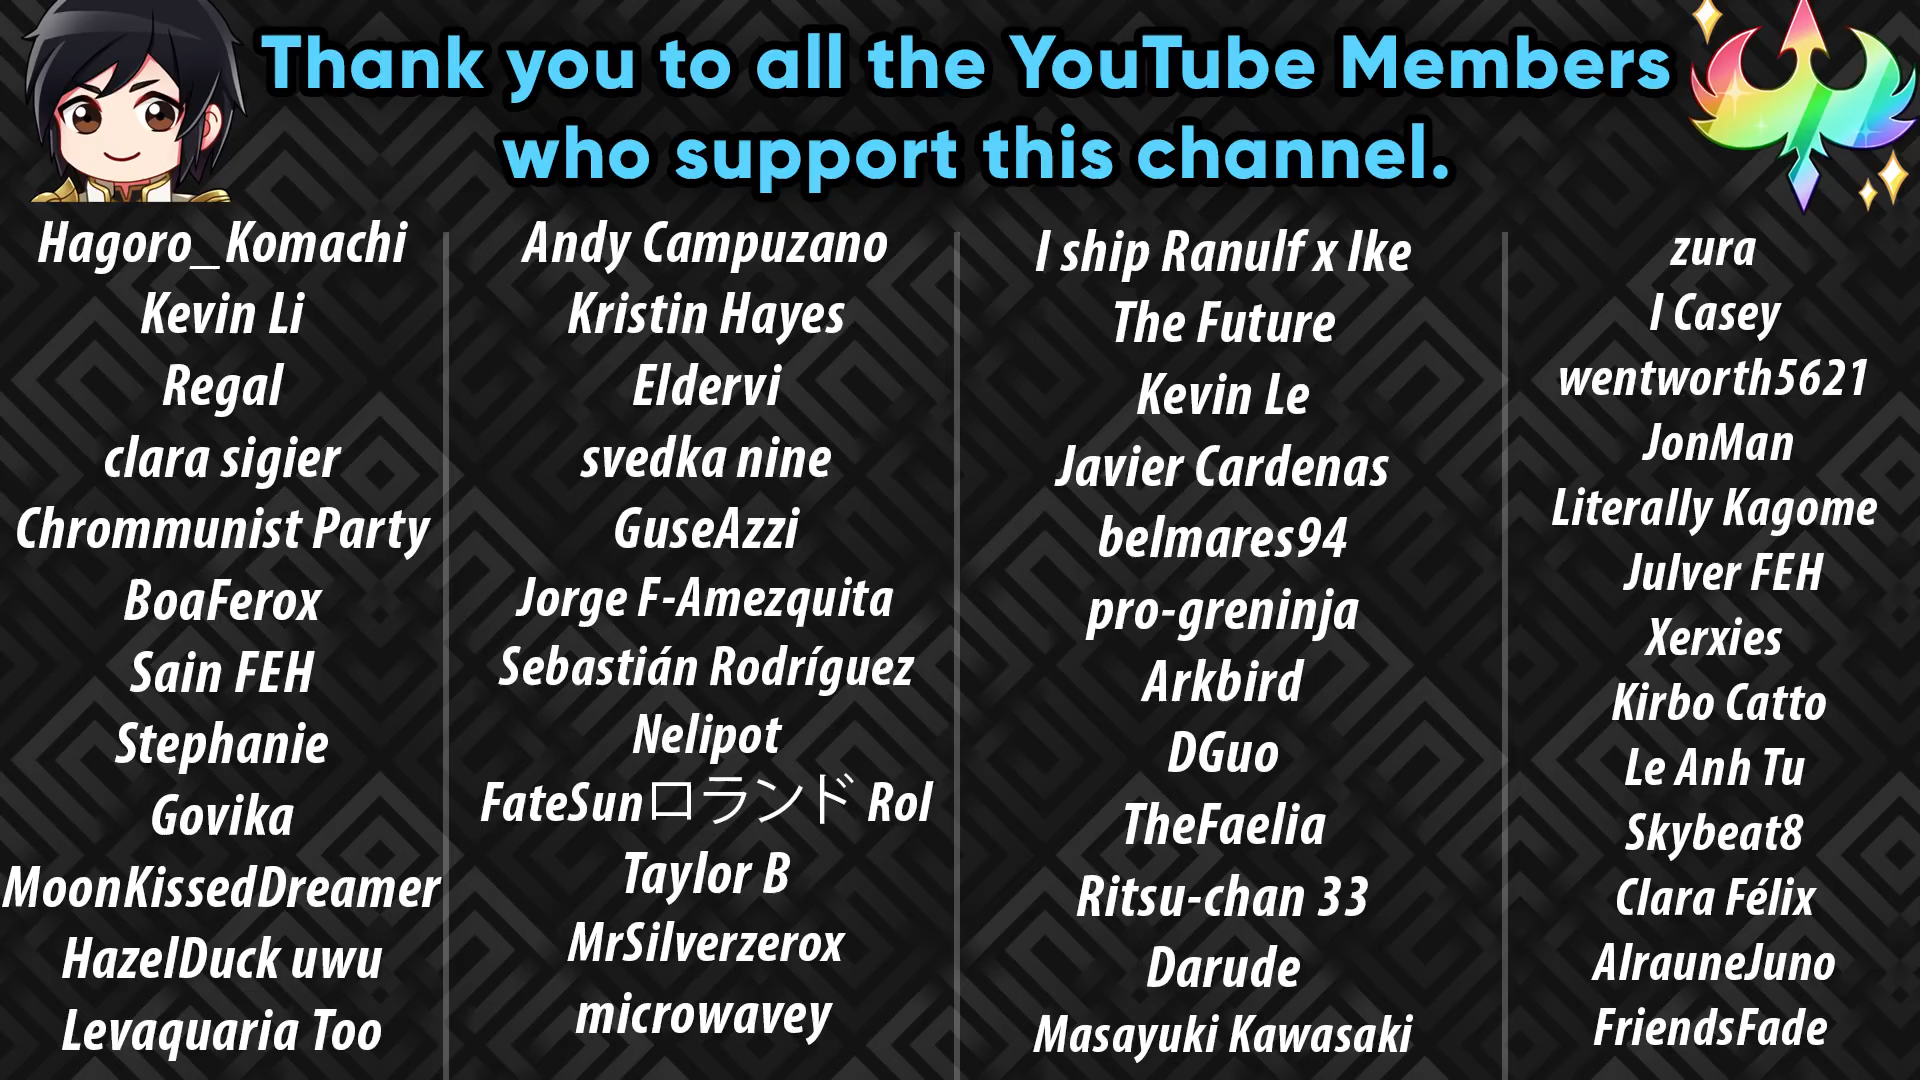 Thank you to all the YouTube Members
who support this channel.
Hagoro_Komachi
Kevin Li
Regal
clara sigier
Chrommunist Party
BoaFerox
Sain FEH
Stephanie
Govika
MoonKissedDreamer
HazelDuck uwu
Levaquaria Too
Andy Campuzano
Kristin Hayes
Eldervi
svedka nine
GuseAzzi
Jorge F-Amezquita
Sebastián Rodríguez
Nelipot
FateSunロランド Rol
Taylor B
MrSilverzerox
microwavey
I ship Ranulf x Ike
The Future
Kevin Le
Javier Cardenas
belmares94
pro-greninja
Arkbird
DGuo
TheFaelia
Ritsu-chan 33
Darude
Masayuki Kawasaki
zura
I Casey
wentworth5621
JonMan
Literally Kagome
Julver FEH
Xerxies
Kirbo Catto
Le Anh Tu
Skybeat8
Clara Félix
AlrauneJuno
FriendsFade